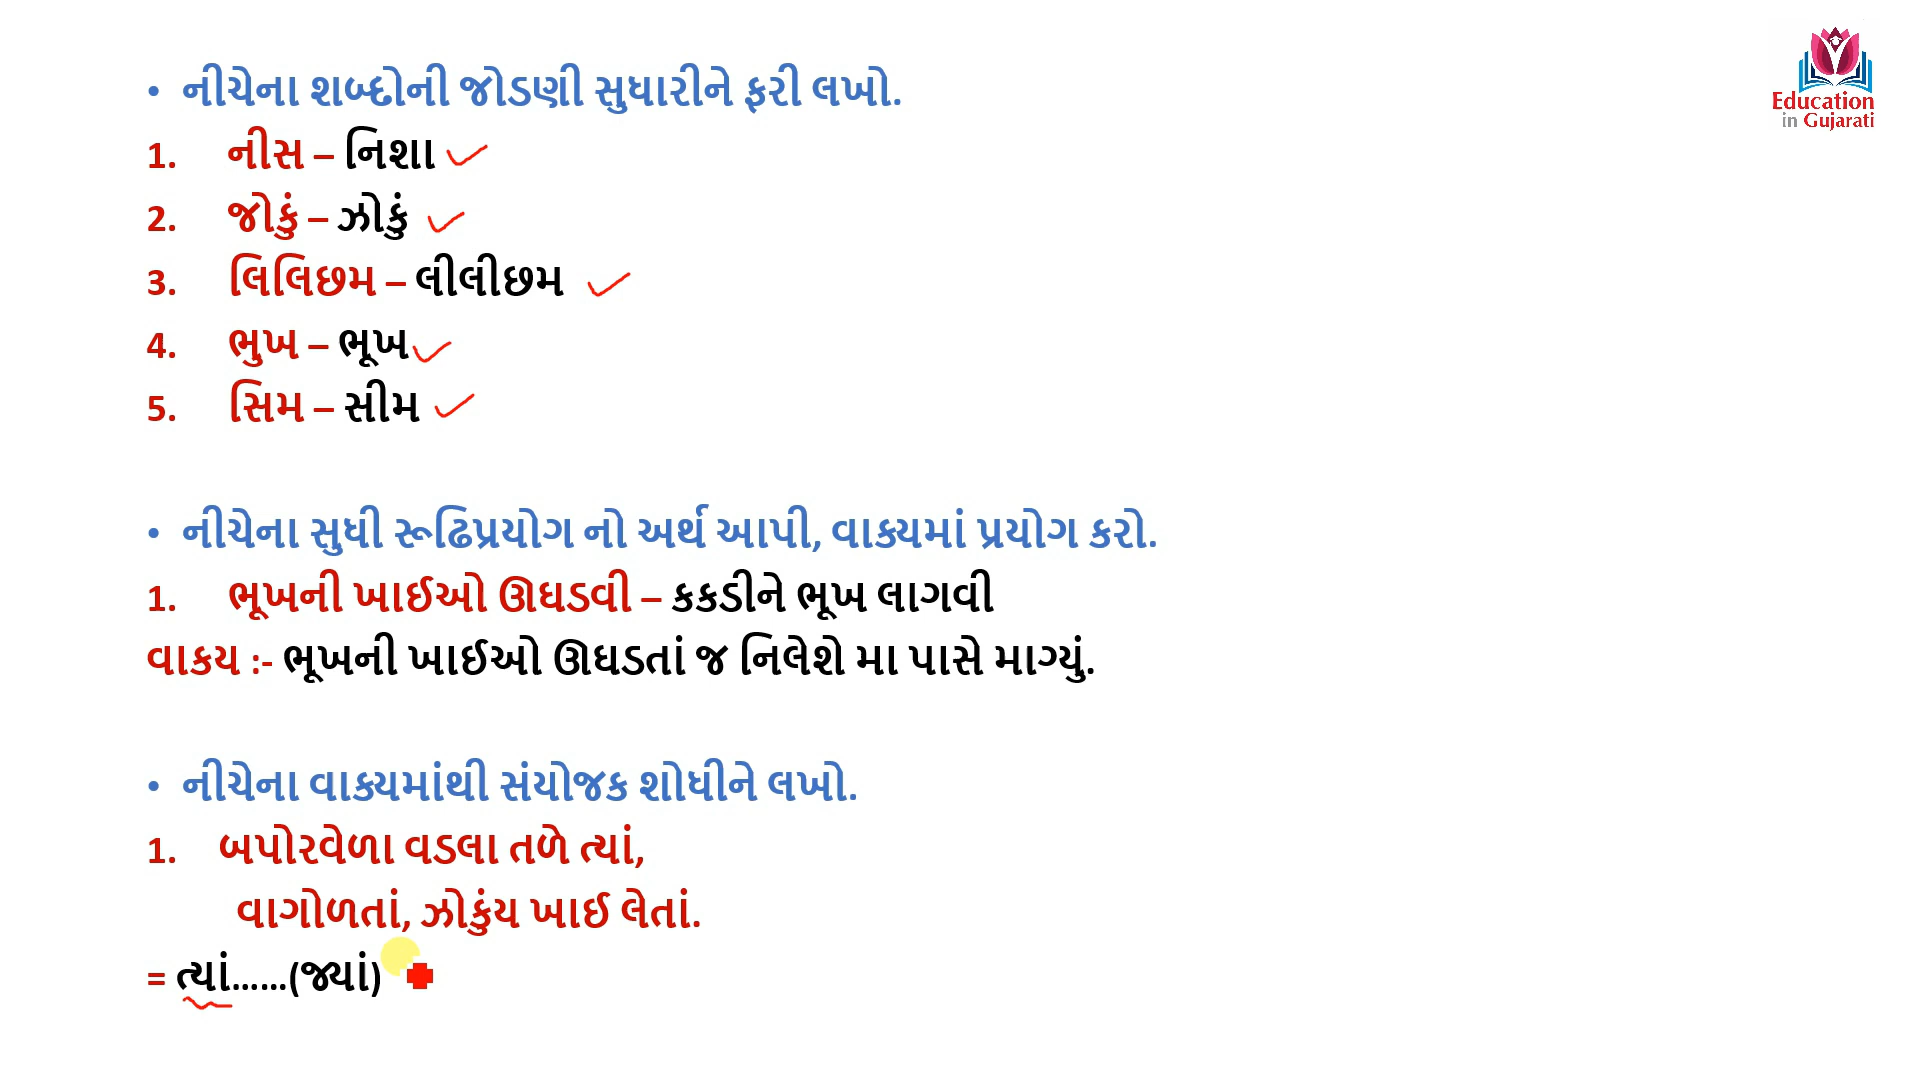 Education
in Gujarati
• નીચેના શબ્દોની જોડણી સુધારીને ફરી લખો.
1. નીસ – નિશા
2. જોકું – ઝોકું
3. લિલિછમ – લીલીછમ
4. ભુખ – ભૂખ
5. સિમ – સીમ
• નીચેના સુધી રૂઢિપ્રયોગ નો અર્થ આપી, વાક્યમાં પ્રયોગ કરો.
1. ભૂખની ખાઈઓ ઊઘડવી – કકડીને ભૂખ લાગવી
વાકય :- ભૂખની ખાઈઓ ઊઘડતાં જ નિલેશે મા પાસે માગ્યું.
• નીચેના વાક્યમાંથી સંયોજક શોધીને લખો.
1. બપોરવેળા વડલા તળે ત્યાં,
વાગોળતાં, ઝોકુંય ખાઈ લેતાં.
= ત્યાં......(જ્યાં)